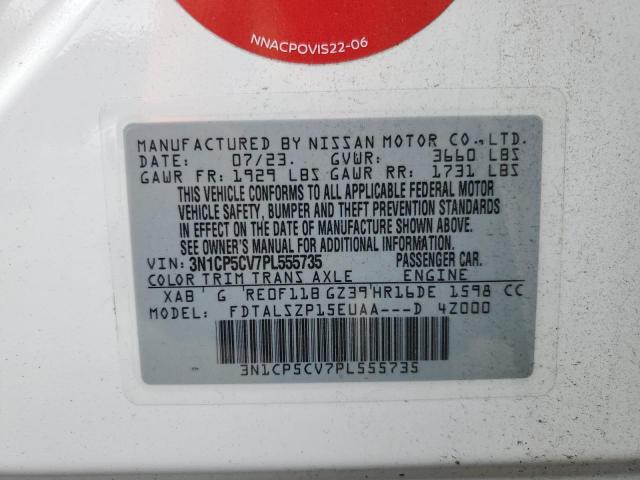 NNACPOVIS22-06
MANUFACTURED BY NISSAN MOTOR CO.,LTD.
DATE: 07/23. GVWR: 3660 LBS
GAWR FR: 1929 LBS GAWR RR: 1731 LBS
THIS VEHICLE CONFORMS TO ALL APPLICABLE FEDERAL MOTOR
VEHICLE SAFETY, BUMPER AND THEFT PREVENTION STANDARDS
IN EFFECT ON THE DATE OF MANUFACTURE SHOWN ABOVE.
SEE OWNER'S MANUAL FOR ADDITIONAL INFORMATION.
VIN: 3N1CP5CV7PL555735 PASSENGER CAR.
COLOR TRIM TRANS AXLE ENGINE
XAB G RE0F11B GZ39 HR16DE 1598 CC
MODEL: FDTALSZP15EUAA---D 4Z000
3N1CP5CV7PL555735